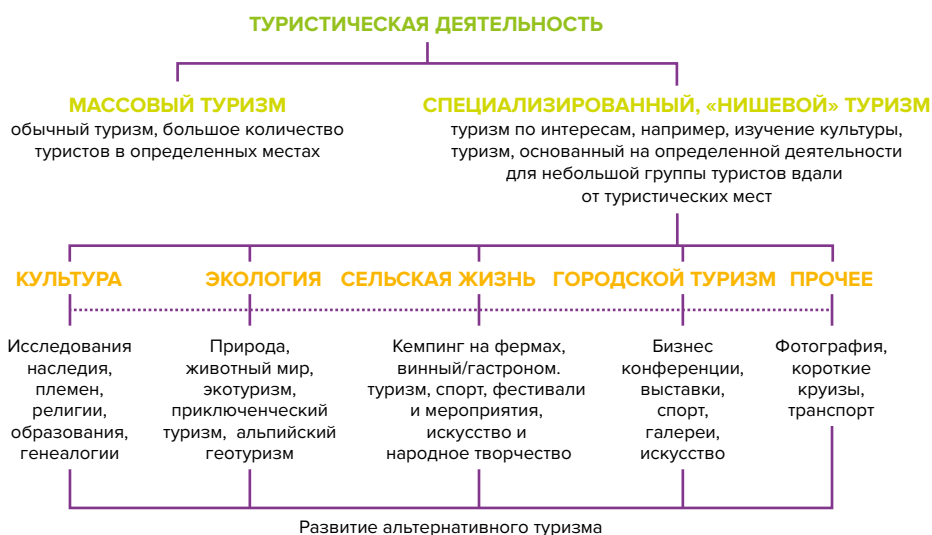 ТУРИСТИЧЕСКАЯ ДЕЯТЕЛЬНОСТЬ
МАССОВЫЙ ТУРИЗМ
обычный туризм, большое количество
туристов в определенных местах
СПЕЦИАЛИЗИРОВАННЫЙ, «НИШЕВОЙ» ТУРИЗМ
туризм по интересам, например, изучение культуры,
туризм, основанный на определенной деятельности
для небольшой группы туристов вдали
от туристических мест
КУЛЬТУРА
Исследования
наследия,
племен,
религии,
образования,
генеалогии
ЭКОЛОГИЯ
Природа,
животный мир,
экотуризм,
приключенческий
туризм, альпийский
геотуризм
СЕЛЬСКАЯ ЖИЗНЬ
Кемпинг на фермах,
винный/гастроном.
туризм, спорт, фестивали
и мероприятия,
искусство и
народное творчество
ГОРОДСКОЙ ТУРИЗМ
Бизнес
конференции,
выставки,
спорт,
галереи,
искусство
ПРОЧЕЕ
Фотография,
короткие
круизы,
транспорт
Развитие альтернативного туризма